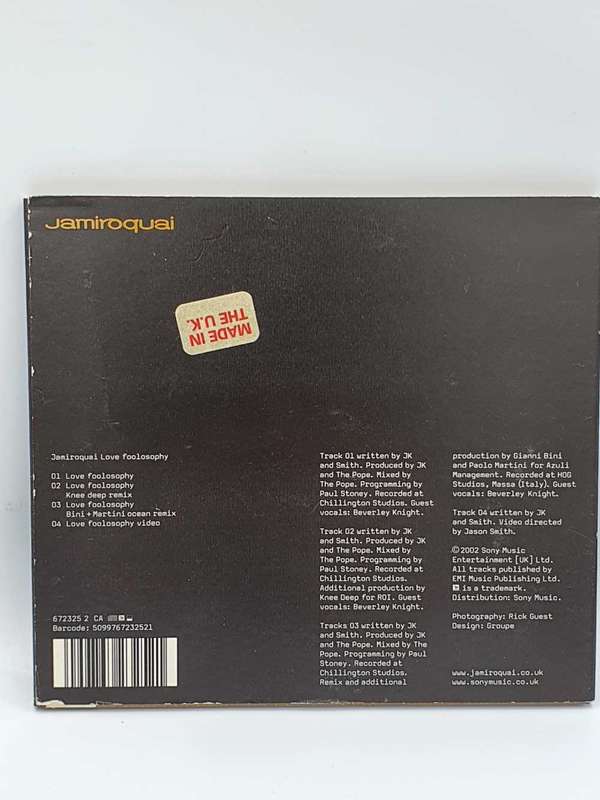 Jamiroquai
MADE IN
THE U.K.
Jamiroquai Love foolosophy
01 Love foolosophy
02 Love foolosophy
Knee deep remix
03 Love foolosophy
Bini + Martini ocean remix
04 Love foolosophy video
672325 2 CA
Barcode: 5099767232521
Track 01 written by JK
and Smith. Produced by JK
and The Pope. Mixed by
The Pope. Programming by
Paul Stoney. Recorded at
Chillington Studios. Guest
vocals: Beverley Knight.
Track 02 written by JK
and Smith. Produced by JK
and The Pope. Mixed by
The Pope. Programming by
Paul Stoney. Recorded at
Chillington Studios.
Additional production by
Knee Deep for ROI. Guest
vocals: Beverley Knight.
Tracks 03 written by JK
and Smith. Produced by JK
and The Pope. Mixed by The
Pope. Programming by Paul
Stoney. Recorded at
Chillington Studios.
Remix and additional
production by Gianni Bini
and Paolo Martini for Azuli
Management. Recorded at HOG
Studios, Massa (Italy). Guest
vocals: Beverley Knight.
Track 04 written by JK
and Smith. Video directed
by Jason Smith.
© 2002 Sony Music
Entertainment [UK] Ltd.
All tracks published by
EMI Music Publishing Ltd.
is a trademark.
Distribution: Sony Music.
Photography: Rick Guest
Design: Groupe
www.jamiroquai.co.uk
www.sonymusic.co.uk